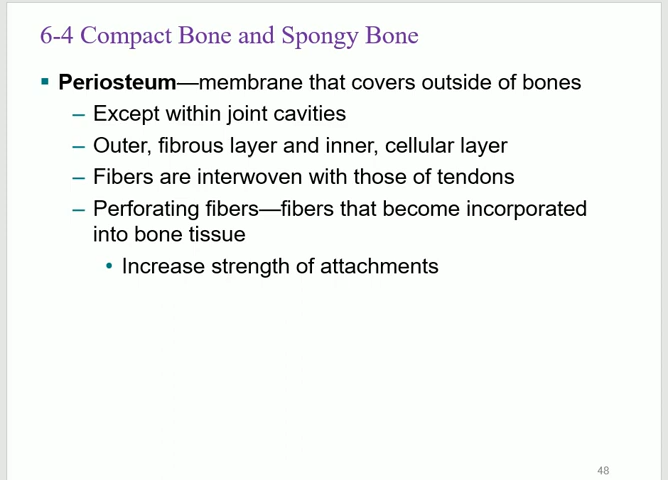 6-4 Compact Bone and Spongy Bone
▪ Periosteum—membrane that covers outside of bones
– Except within joint cavities
– Outer, fibrous layer and inner, cellular layer
– Fibers are interwoven with those of tendons
– Perforating fibers—fibers that become incorporated
into bone tissue
• Increase strength of attachments
48